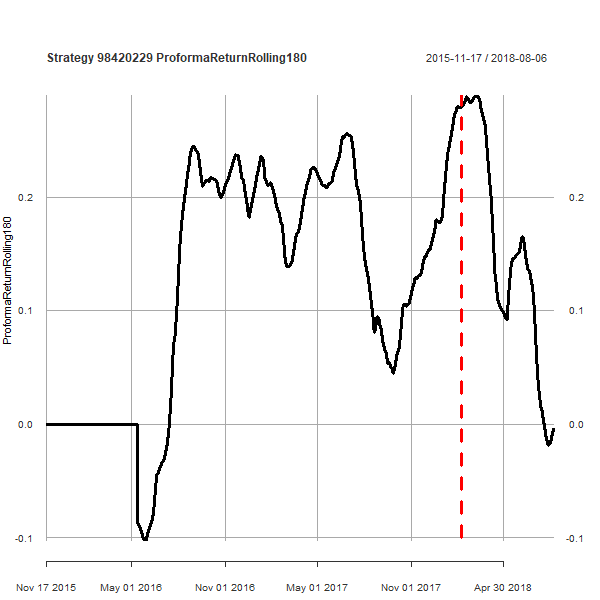 Strategy 98420229 ProformaReturnRolling180
2015-11-17 / 2018-08-06
ProformaReturnRolling180
0.2
0.2
0.1
0.1
0.0
0.0
-0.1
-0.1
Nov 17 2015
May 01 2016
Nov 01 2016
May 01 2017
Nov 01 2017
Apr 30 2018